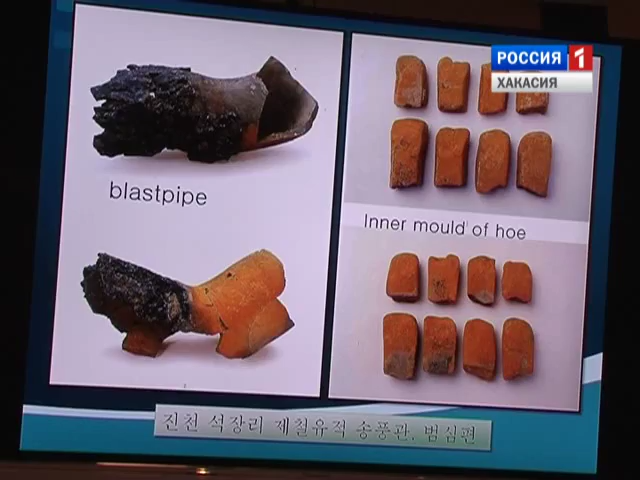 РОССИЯ 1
ХАКАСИЯ
blastpipe
Inner mould of hoe
진천 석장리 제철유적 송풍관. 범심편